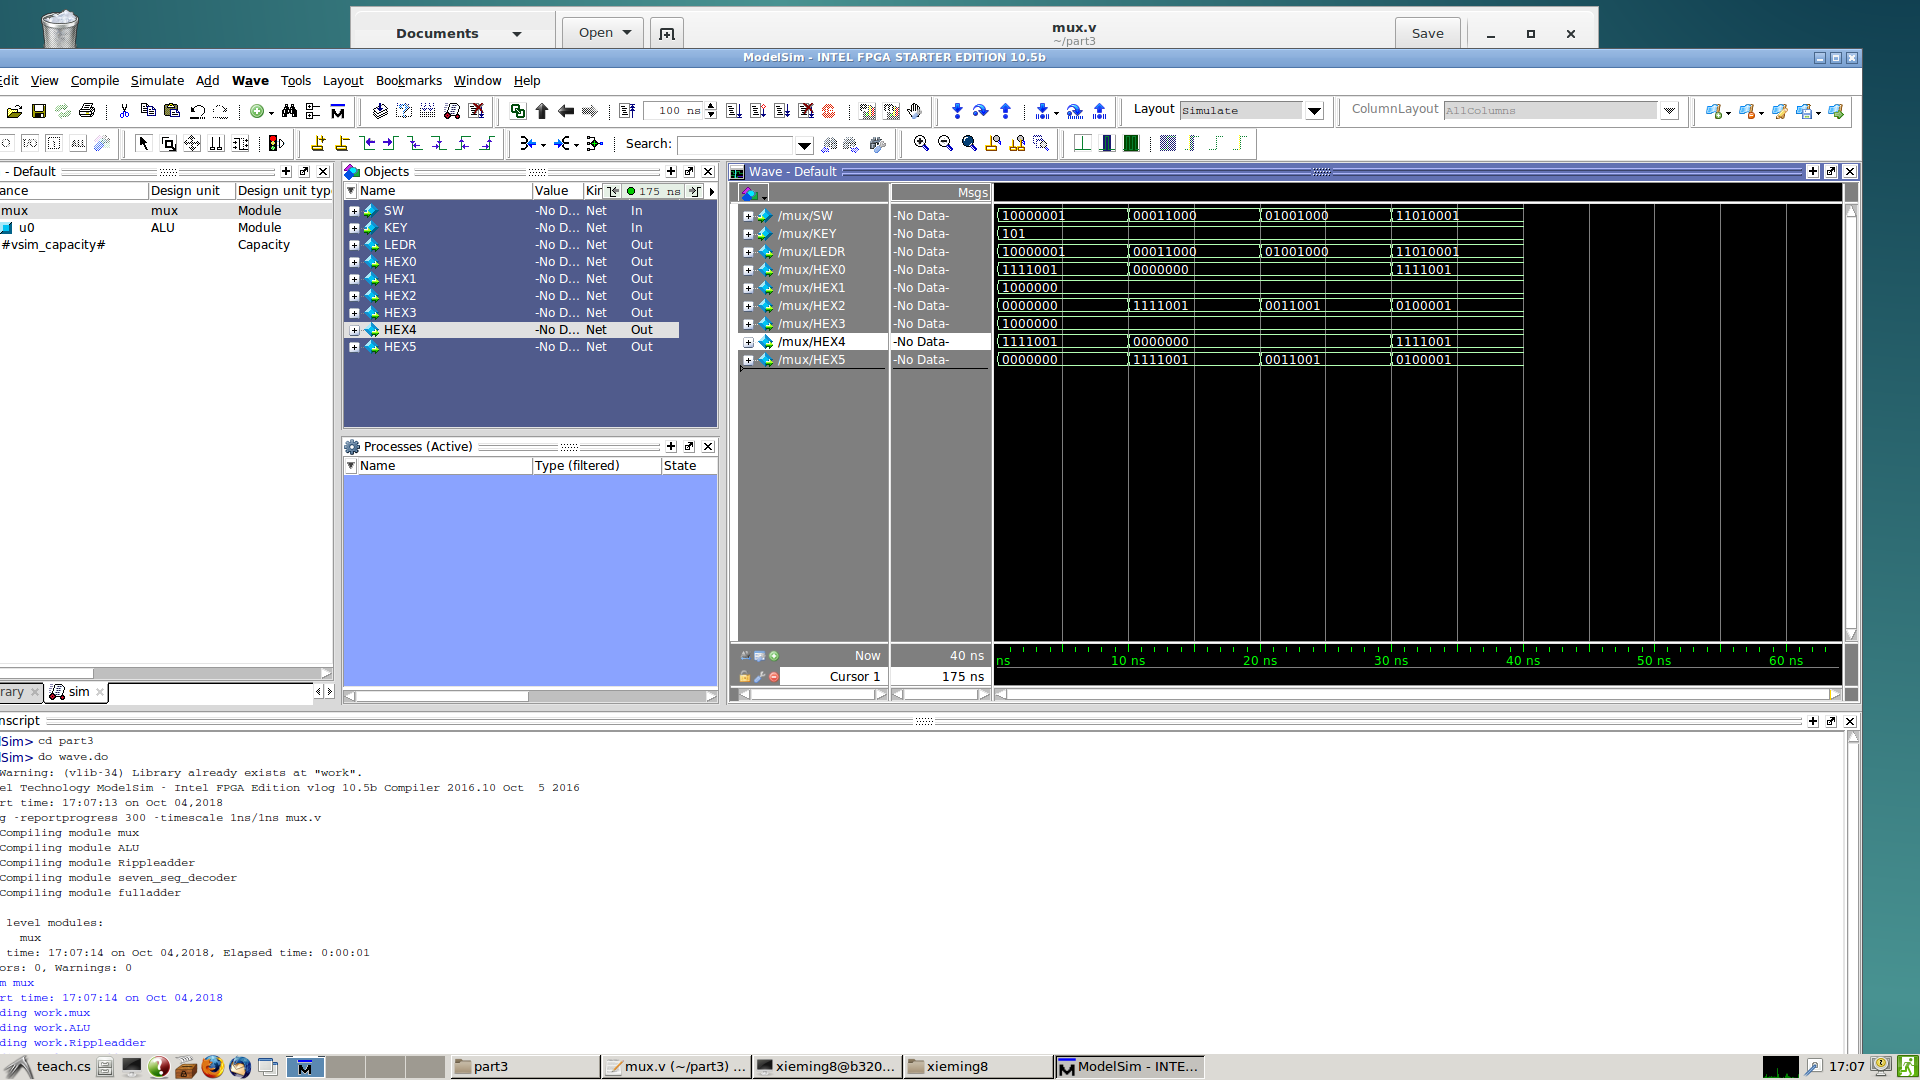 Documents
Open
mux.v
~/part3
Save
ModelSim - INTEL FPGA STARTER EDITION 10.5b
Edit View Compile Simulate Add Wave Tools Layout Bookmarks Window Help
100 ns
Layout Simulate
ColumnLayout AllColumns
Search:
- Default
ance Design unit Design unit typ
mux mux Module
u0 ALU Module
#vsim_capacity# Capacity
Objects
Name Value Kin 175 ns
SW -No D... Net In
KEY -No D... Net In
LEDR -No D... Net Out
HEX0 -No D... Net Out
HEX1 -No D... Net Out
HEX2 -No D... Net Out
HEX3 -No D... Net Out
HEX4 -No D... Net Out
HEX5 -No D... Net Out
Processes (Active)
Name Type (filtered) State
Wave - Default
Msgs
/mux/SW -No Data- 10000001 00011000 01001000 11010001
/mux/KEY -No Data- 101
/mux/LEDR -No Data- 10000001 00011000 01001000 11010001
/mux/HEX0 -No Data- 1111001 0000000 1111001
/mux/HEX1 -No Data- 1000000
/mux/HEX2 -No Data- 0000000 1111001 0011001 0100001
/mux/HEX3 -No Data- 1000000
/mux/HEX4 -No Data- 1111001 0000000 1111001
/mux/HEX5 -No Data- 0000000 1111001 0011001 0100001
Now 40 ns
ns 10 ns 20 ns 30 ns 40 ns 50 ns 60 ns
Cursor 1 175 ns
rary sim
nscript
lSim> cd part3
lSim> do wave.do
Warning: (vlib-34) Library already exists at "work".
el Technology ModelSim - Intel FPGA Edition vlog 10.5b Compiler 2016.10 Oct  5 2016
rt time: 17:07:13 on Oct 04,2018
g -reportprogress 300 -timescale 1ns/1ns mux.v
Compiling module mux
Compiling module ALU
Compiling module Rippleadder
Compiling module seven_seg_decoder
Compiling module fulladder
level modules:
mux
time: 17:07:14 on Oct 04,2018, Elapsed time: 0:00:01
ors: 0, Warnings: 0
m mux
rt time: 17:07:14 on Oct 04,2018
ding work.mux
ding work.ALU
ding work.Rippleadder
teach.cs
part3
mux.v (~/part3) ...
xieming8@b320...
xieming8
ModelSim - INTE...
17:07